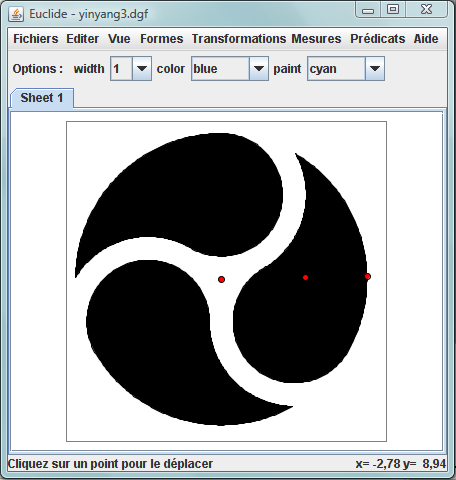 Euclide - yinyang3.dgf
Fichiers Editer Vue Formes Transformations Mesures Prédicats Aide
Options : width 1 color blue paint cyan
Sheet 1
Cliquez sur un point pour le déplacer x= -2,78 y= 8,94